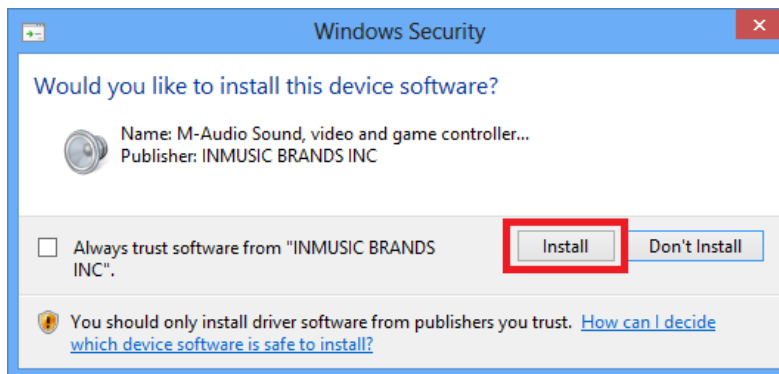 Windows Security
Would you like to install this device software?
Name: M-Audio Sound, video and game controller...
Publisher: INMUSIC BRANDS INC
Always trust software from "INMUSIC BRANDS
INC".
Install
Don't Install
You should only install driver software from publishers you trust. How can I decide
which device software is safe to install?